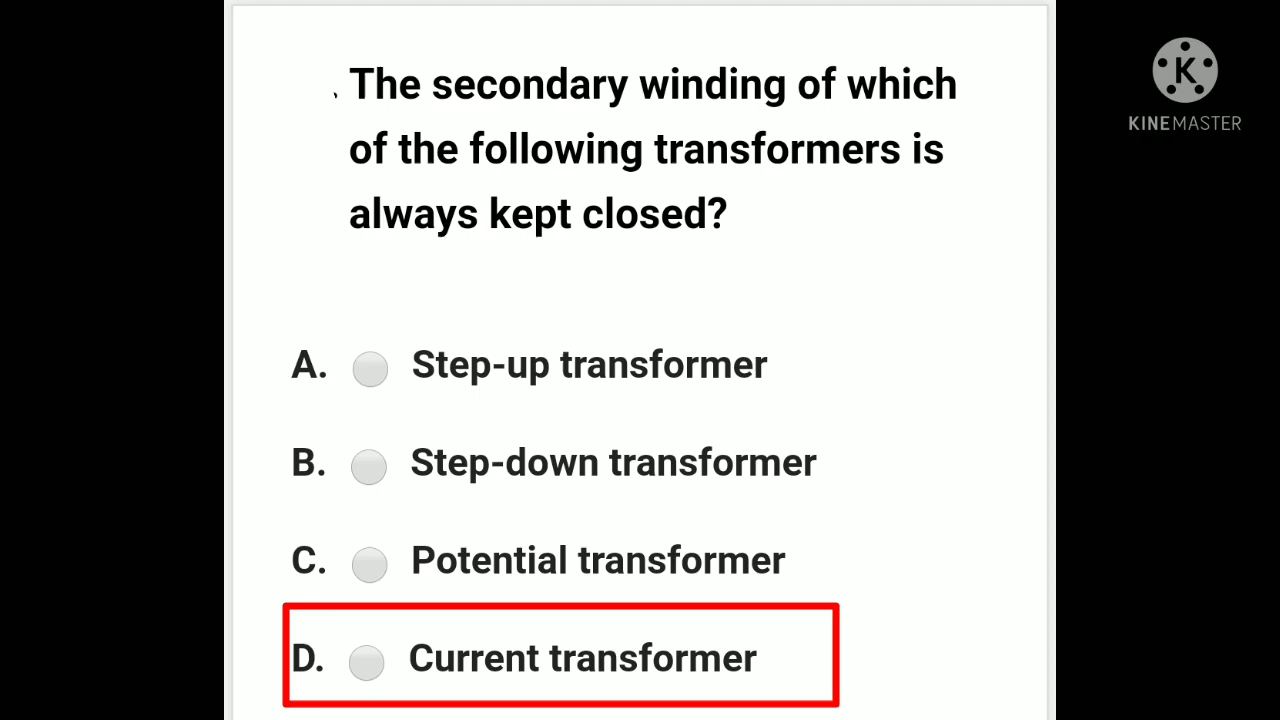 The secondary winding of which
of the following transformers is
always kept closed?
A. Step-up transformer
B. Step-down transformer
C. Potential transformer
D. Current transformer
K
KINEMASTER